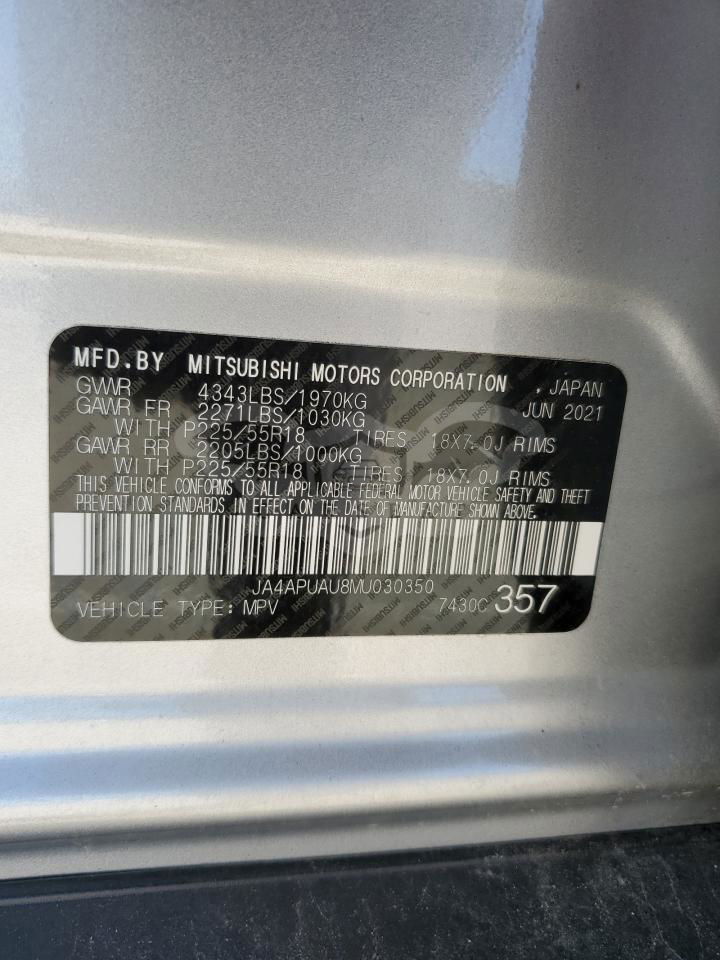 MFD.BY MITSUBISHI MOTORS CORPORATION , JAPAN
GVWR 4343LBS/1970KG JUN 2021
GAWR FR 2271LBS/1030KG
WITH P225/55R18 TIRES 18X7.0J RIMS
GAWR RR 2205LBS/1000KG
WITH P225/55R18 TIRES 18X7.0J RIMS
THIS VEHICLE CONFORMS TO ALL APPLICABLE FEDERAL MOTOR VEHICLE SAFETY AND THEFT
PREVENTION STANDARDS IN EFFECT ON THE DATE OF MANUFACTURE SHOWN ABOVE.
JA4APUAU8MU030350
VEHICLE TYPE: MPV 7430C 357